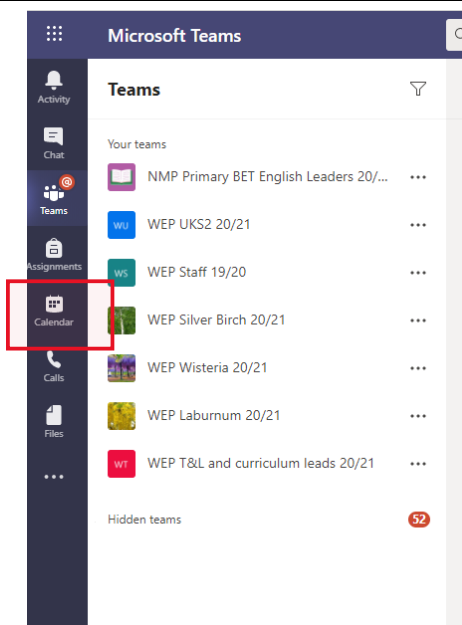 Microsoft Teams
Activity
Chat
@
Teams
Assignments
Calendar
Calls
Files
Teams
Your teams
NMP Primary BET English Leaders 20/...
WU WEP UKS2 20/21
WS WEP Staff 19/20
WEP Silver Birch 20/21
WEP Wisteria 20/21
WEP Laburnum 20/21
WT WEP T&L and curriculum leads 20/21
Hidden teams 52